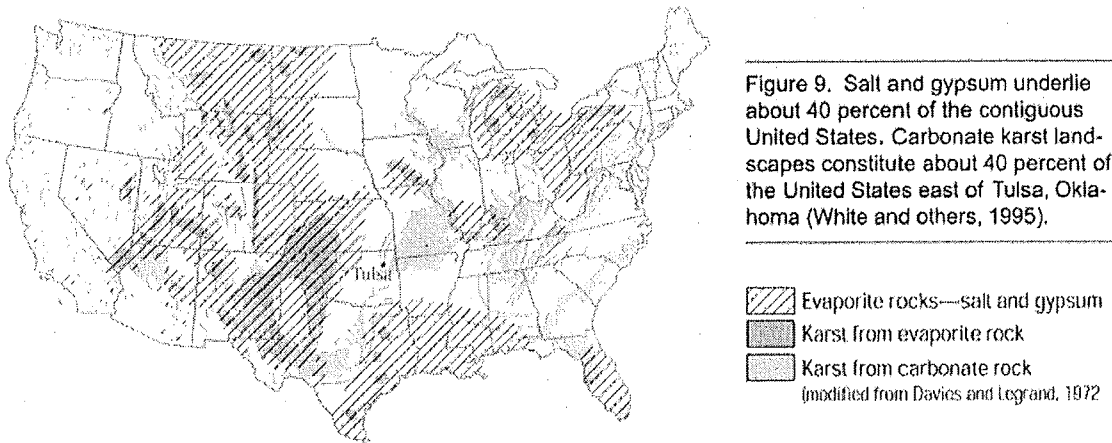 Figure 9. Salt and gypsum underlie
about 40 percent of the contiguous
United States. Carbonate karst land-
scapes constitute about 40 percent of
the United States east of Tulsa, Okla-
homa (White and others, 1995).
Tulsa
Evaporite rocks—salt and gypsum
Karst from evaporite rock
Karst from carbonate rock
(modified from Davies and Legrand, 1972